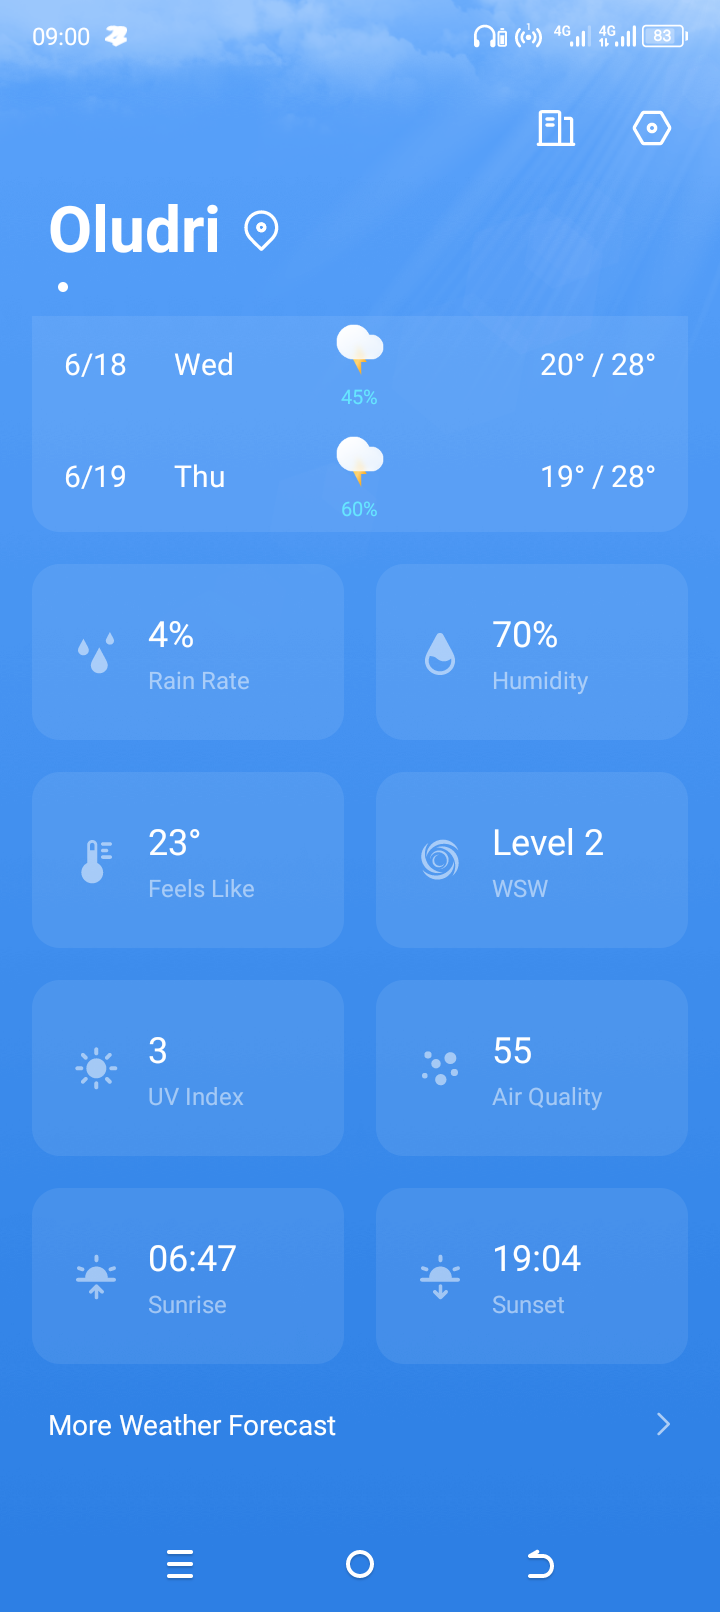 09:00
1 4G 4G 83
Oludri
6/18 Wed 20° / 28°
45%
6/19 Thu 19° / 28°
60%
4% 70%
Rain Rate Humidity
23° Level 2
Feels Like WSW
3 55
UV Index Air Quality
06:47 19:04
Sunrise Sunset
More Weather Forecast